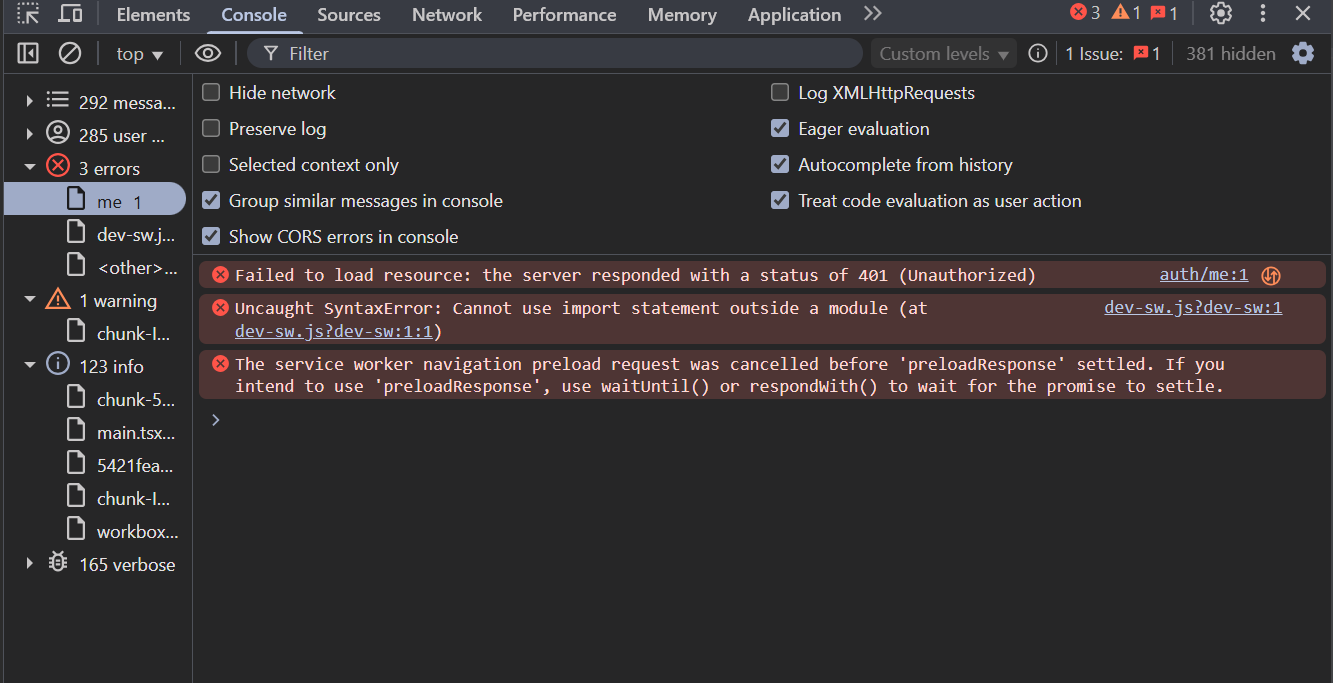 Elements Console Sources Network Performance Memory Application 3 1 1
top Filter Custom levels 1 Issue: 1 381 hidden
292 messa...
285 user ...
3 errors
me 1
dev-sw.j...
<other>...
1 warning
chunk-I...
123 info
chunk-5...
main.tsx...
5421fea...
chunk-I...
workbox...
165 verbose
Hide network
Log XMLHttpRequests
Preserve log
Eager evaluation
Selected context only
Autocomplete from history
Group similar messages in console
Treat code evaluation as user action
Show CORS errors in console
Failed to load resource: the server responded with a status of 401 (Unauthorized) auth/me:1
Uncaught SyntaxError: Cannot use import statement outside a module (at dev-sw.js?dev-sw:1
dev-sw.js?dev-sw:1:1)
The service worker navigation preload request was cancelled before 'preloadResponse' settled. If you
intend to use 'preloadResponse', use waitUntil() or respondWith() to wait for the promise to settle.